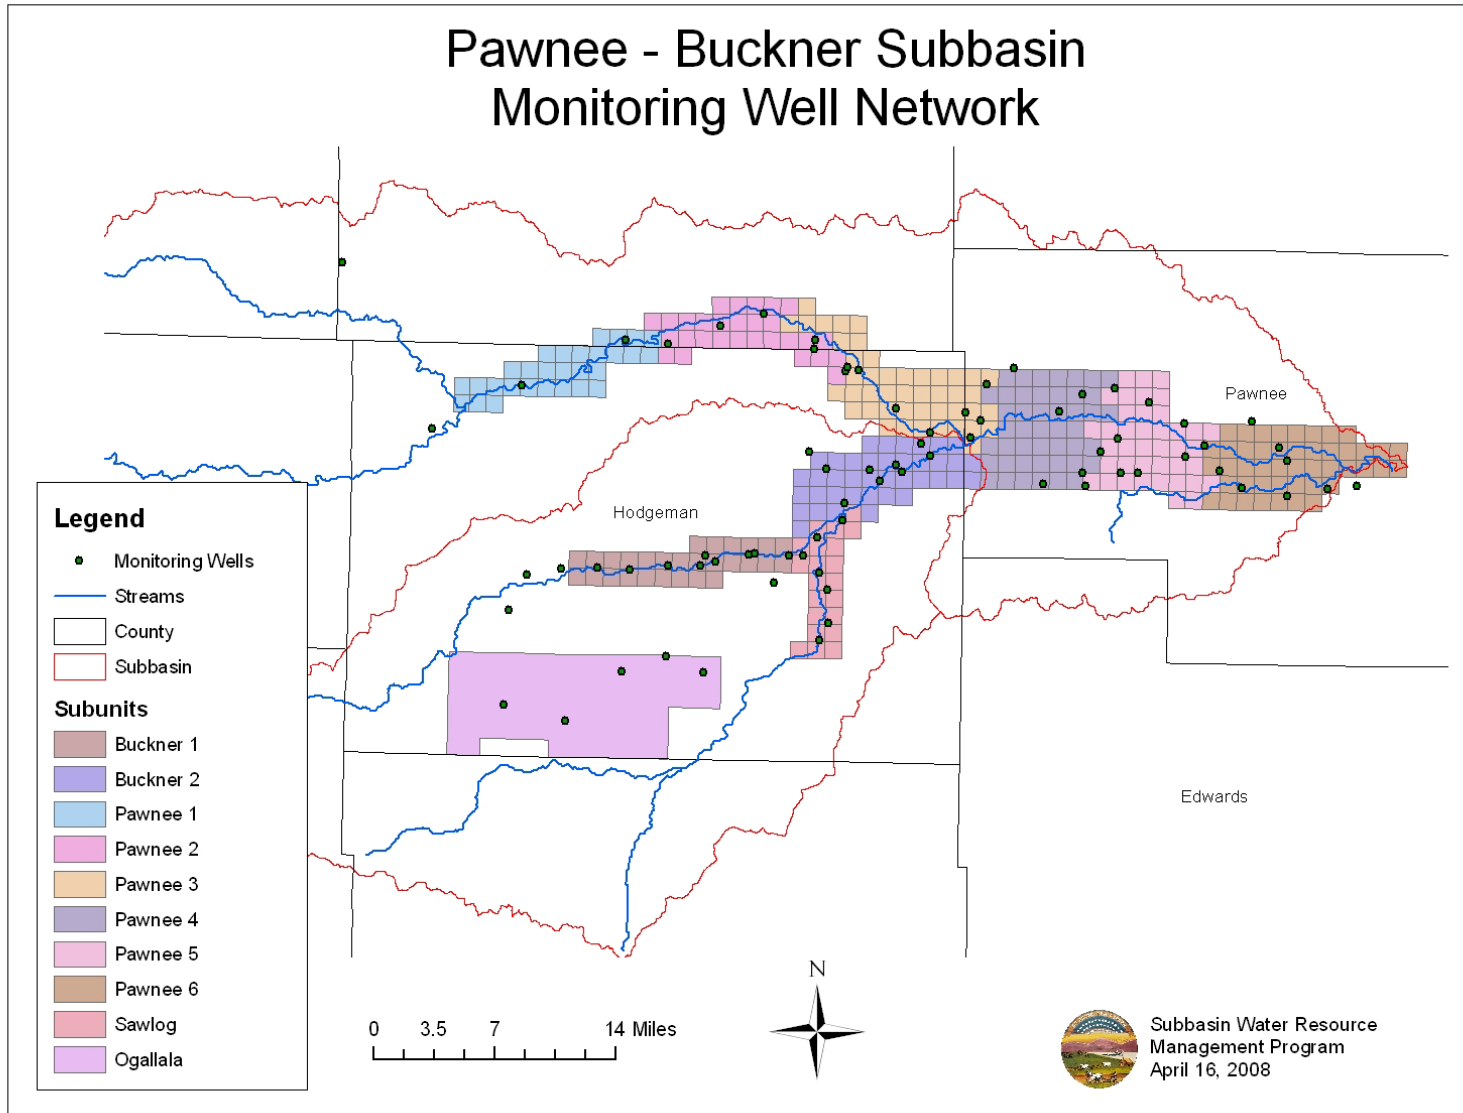 Pawnee - Buckner Subbasin
Monitoring Well Network
Pawnee
Hodgeman
Edwards
Legend
Monitoring Wells
Streams
County
Subbasin
Subunits
Buckner 1
Buckner 2
Pawnee 1
Pawnee 2
Pawnee 3
Pawnee 4
Pawnee 5
Pawnee 6
Sawlog
Ogallala
0 3.5 7 14 Miles
N
Subbasin Water Resource
Management Program
April 16, 2008